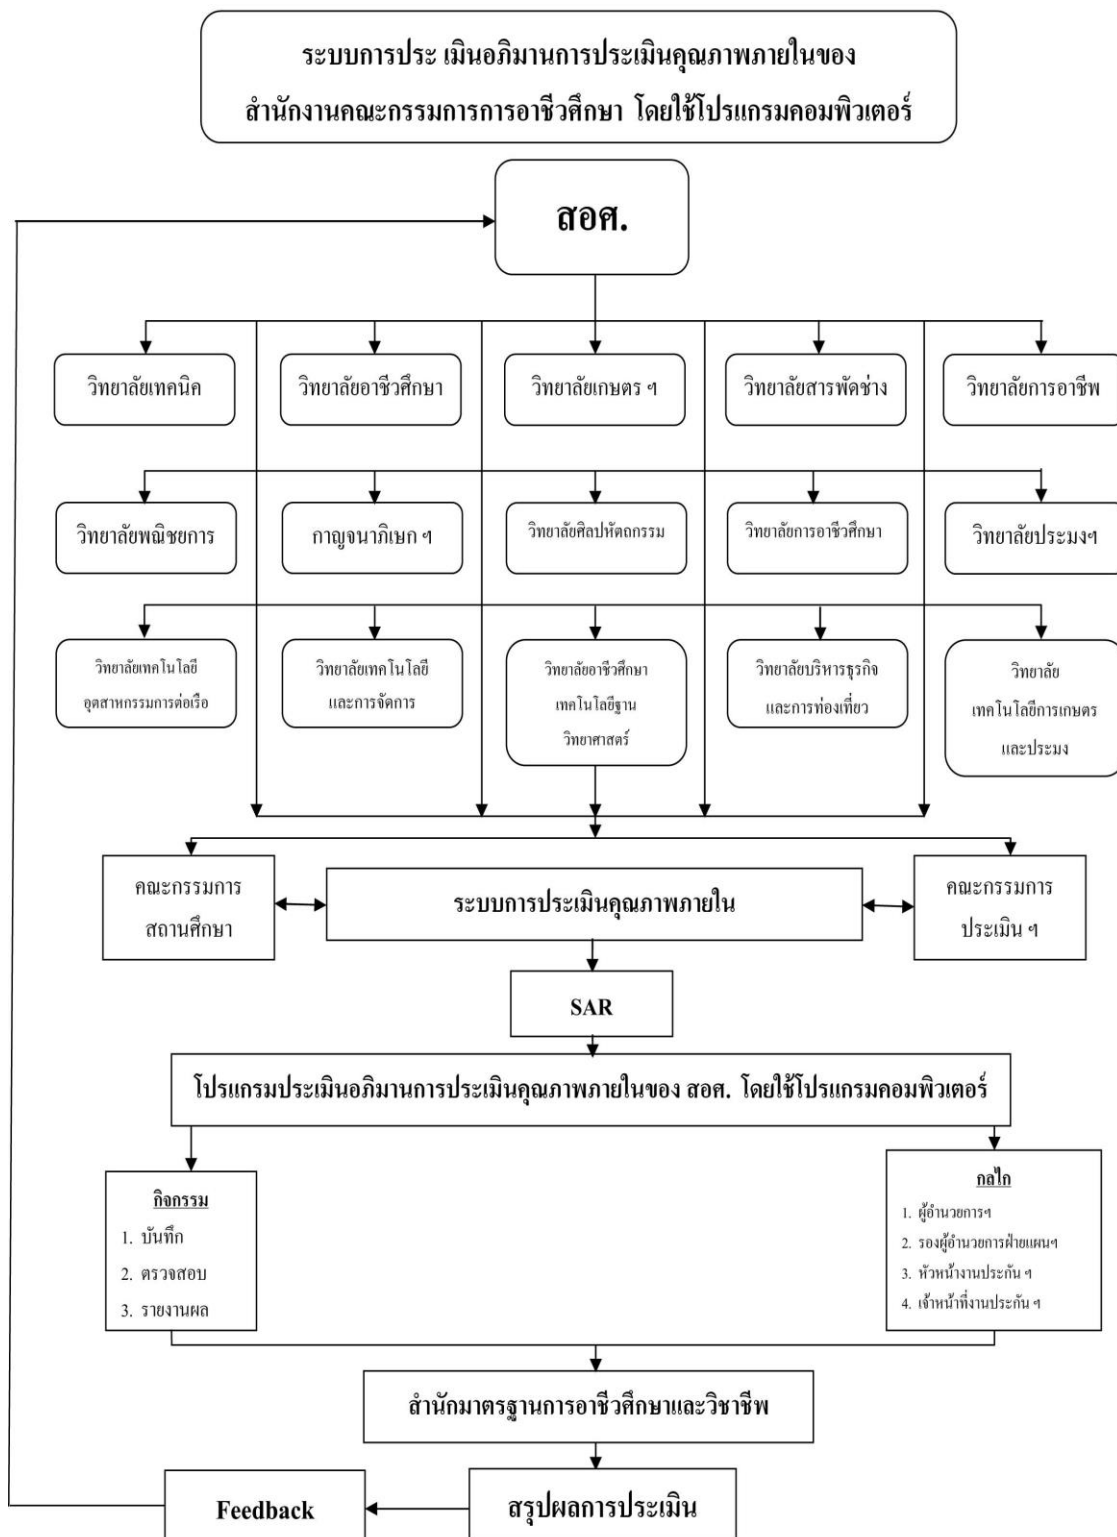 ระบบการประ เมินอภิมานการประเมินคุณภาพภายในของ
สำนักงานคณะกรรมการการอาชีวศึกษา โดยใช้โปรแกรมคอมพิวเตอร์
สอศ.
วิทยาลัยเทคนิค
วิทยาลัยอาชีวศึกษา
วิทยาลัยเกษตร ฯ
วิทยาลัยสารพัดช่าง
วิทยาลัยการอาชีพ
วิทยาลัยพณิชยการ
กาญจนาภิเษก ฯ
วิทยาลัยศิลปหัตถกรรม
วิทยาลัยการอาชีวศึกษา
วิทยาลัยประมงฯ
วิทยาลัยเทคโนโลยี
อุตสาหกรรมการต่อเรือ
วิทยาลัยเทคโนโลยี
และการจัดการ
วิทยาลัยอาชีวศึกษา
เทคโนโลยีฐาน
วิทยาศาสตร์
วิทยาลัยบริหารธุรกิจ
และการท่องเที่ยว
วิทยาลัย
เทคโนโลยีการเกษตร
และประมง
คณะกรรมการ
สถานศึกษา
ระบบการประเมินคุณภาพภายใน
คณะกรรมการ
ประเมิน ฯ
SAR
โปรแกรมประเมินอภิมานการประเมินคุณภาพภายในของ สอศ. โดยใช้โปรแกรมคอมพิวเตอร์
กิจกรรม
1. บันทึก
2. ตรวจสอบ
3. รายงานผล
กลไก
1. ผู้อำนวยการฯ
2. รองผู้อำนวยการฝ่ายแผนฯ
3. หัวหน้างานประกัน ฯ
4. เจ้าหน้าที่งานประกัน ฯ
สำนักมาตรฐานการอาชีวศึกษาและวิชาชีพ
Feedback
สรุปผลการประเมิน